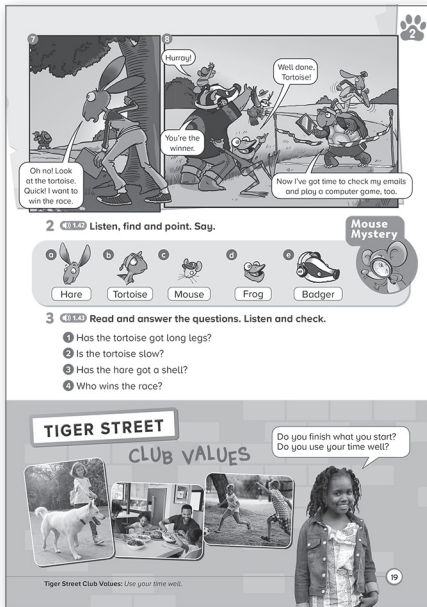 2
7
8
Hurray!
Well done,
Tortoise!
You're the
winner.
Oh no! Look
at the tortoise.
Quick! I want to
win the race.
Now I've got time to check my emails
and play a computer game, too.
2 1.42 Listen, find and point. Say.
Mouse
Mystery
a b c d e
Hare Tortoise Mouse Frog Badger
3 1.43 Read and answer the questions. Listen and check.
1 Has the tortoise got long legs?
2 Is the tortoise slow?
3 Has the hare got a shell?
4 Who wins the race?
TIGER STREET
CLUB VALUES
Do you finish what you start?
Do you use your time well?
Tiger Street Club Values: Use your time well.
19